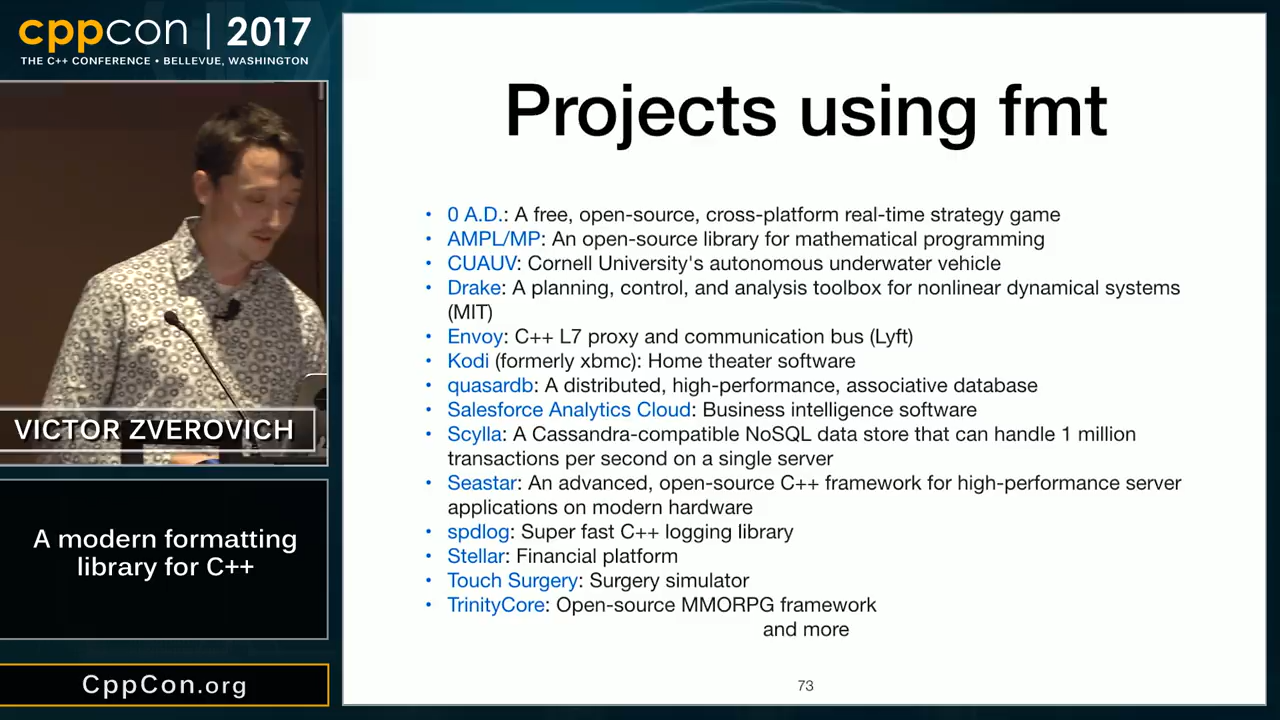 cppcon | 2017
THE C++ CONFERENCE • BELLEVUE, WASHINGTON
VICTOR ZVEROVICH
A modern formatting
library for C++
CppCon.org
Projects using fmt
• 0 A.D.: A free, open-source, cross-platform real-time strategy game
• AMPL/MP: An open-source library for mathematical programming
• CUAUV: Cornell University's autonomous underwater vehicle
• Drake: A planning, control, and analysis toolbox for nonlinear dynamical systems
(MIT)
• Envoy: C++ L7 proxy and communication bus (Lyft)
• Kodi (formerly xbmc): Home theater software
• quasardb: A distributed, high-performance, associative database
• Salesforce Analytics Cloud: Business intelligence software
• Scylla: A Cassandra-compatible NoSQL data store that can handle 1 million
transactions per second on a single server
• Seastar: An advanced, open-source C++ framework for high-performance server
applications on modern hardware
• spdlog: Super fast C++ logging library
• Stellar: Financial platform
• Touch Surgery: Surgery simulator
• TrinityCore: Open-source MMORPG framework
and more
73